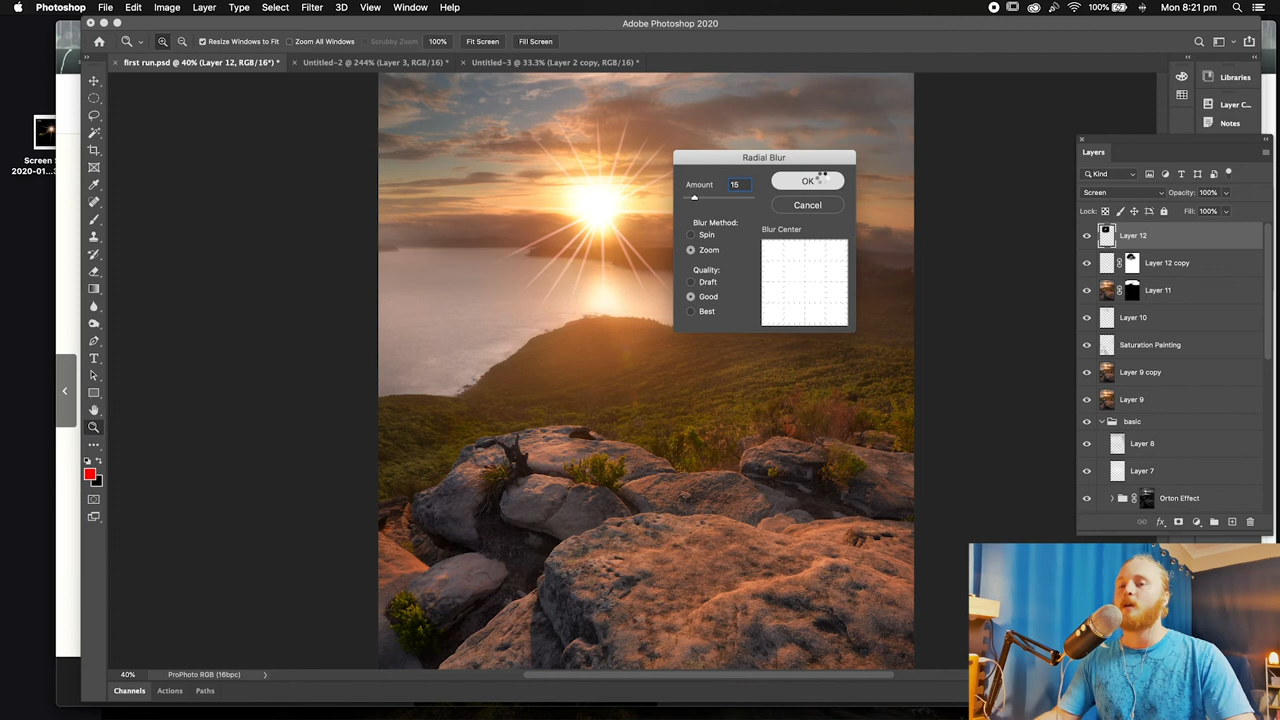 Photoshop File Edit Image Layer Type Select Filter 3D View Window Help 100% Mon 8:21 pm
Adobe Photoshop 2020
Resize Windows to Fit Zoom All Windows Scrubby Zoom 100% Fit Screen Fill Screen
first run.psd @ 40% (Layer 12, RGB/16*) * Untitled-2 @ 244% (Layer 3, RGB/16) * Untitled-3 @ 33.3% (Layer 2 copy, RGB/16) *
Libraries
Layer C...
Notes
Screen S
2020-01...3
Radial Blur
Amount 15
OK
Cancel
Blur Method:
Spin
Zoom
Quality:
Draft
Good
Best
Blur Center
Layers
Kind
Screen Opacity: 100%
Lock: Fill: 100%
Layer 12
Layer 12 copy
Layer 11
Layer 10
Saturation Painting
Layer 9 copy
Layer 9
basic
Layer 8
Layer 7
Orton Effect
fx
40% ProPhoto RGB (16bpc)
Channels Actions Paths